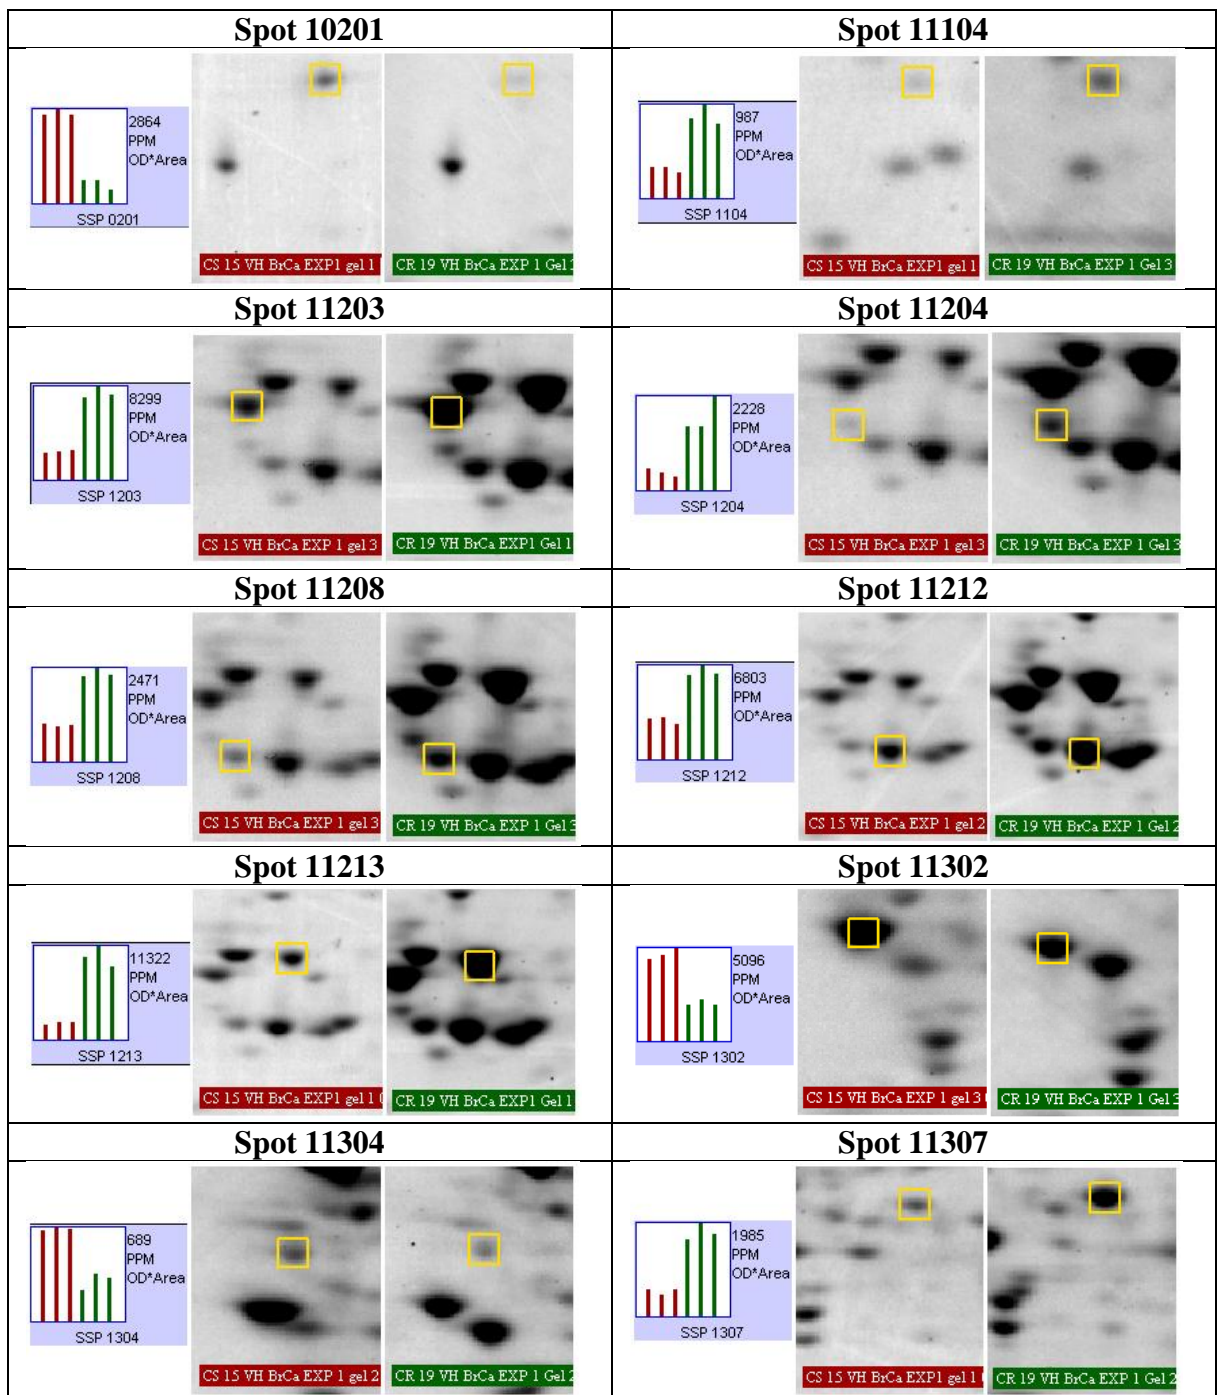 Spot 10201
Spot 11104
2864
PPM
OD*Area
SSP 0201
CS 15 VH BrCa EXP1 gel 1
CR 19 VH BrCa EXP 1 Gel
987
PPM
OD*Area
SSP 1104
CS 15 VH BrCa EXP1 gel 1
CR 19 VH BrCa EXP 1 Gel 3
Spot 11203
Spot 11204
8299
PPM
OD*Area
SSP 1203
CS 15 VH BrCa EXP 1 gel 3
CR 19 VH BrCa EXP1 Gel 1
2228
PPM
OD*Area
SSP 1204
CS 15 VH BrCa EXP 1 gel 3
CR 19 VH BrCa EXP 1 Gel 3
Spot 11208
Spot 11212
2471
PPM
OD*Area
SSP 1208
CS 15 VH BrCa EXP 1 gel 3
CR 19 VH BrCa EXP 1 Gel 3
6803
PPM
OD*Area
SSP 1212
CS 15 VH BrCa EXP 1 gel 2
CR 19 VH BrCa EXP 1 Gel 2
Spot 11213
Spot 11302
11322
PPM
OD*Area
SSP 1213
CS 15 VH BrCa EXP1 gel 1
CR 19 VH BrCa EXP1 Gel 1
5096
PPM
OD*Area
SSP 1302
CS 15 VH BrCa EXP 1 gel 3
CR 19 VH BrCa EXP 1 Gel 3
Spot 11304
Spot 11307
689
PPM
OD*Area
SSP 1304
CS 15 VH BrCa EXP 1 gel 2
CR 19 VH BrCa EXP 1 Gel 2
1985
PPM
OD*Area
SSP 1307
CS 15 VH BrCa EXP1 gel 1
CR 19 VH BrCa EXP 1 Gel 2